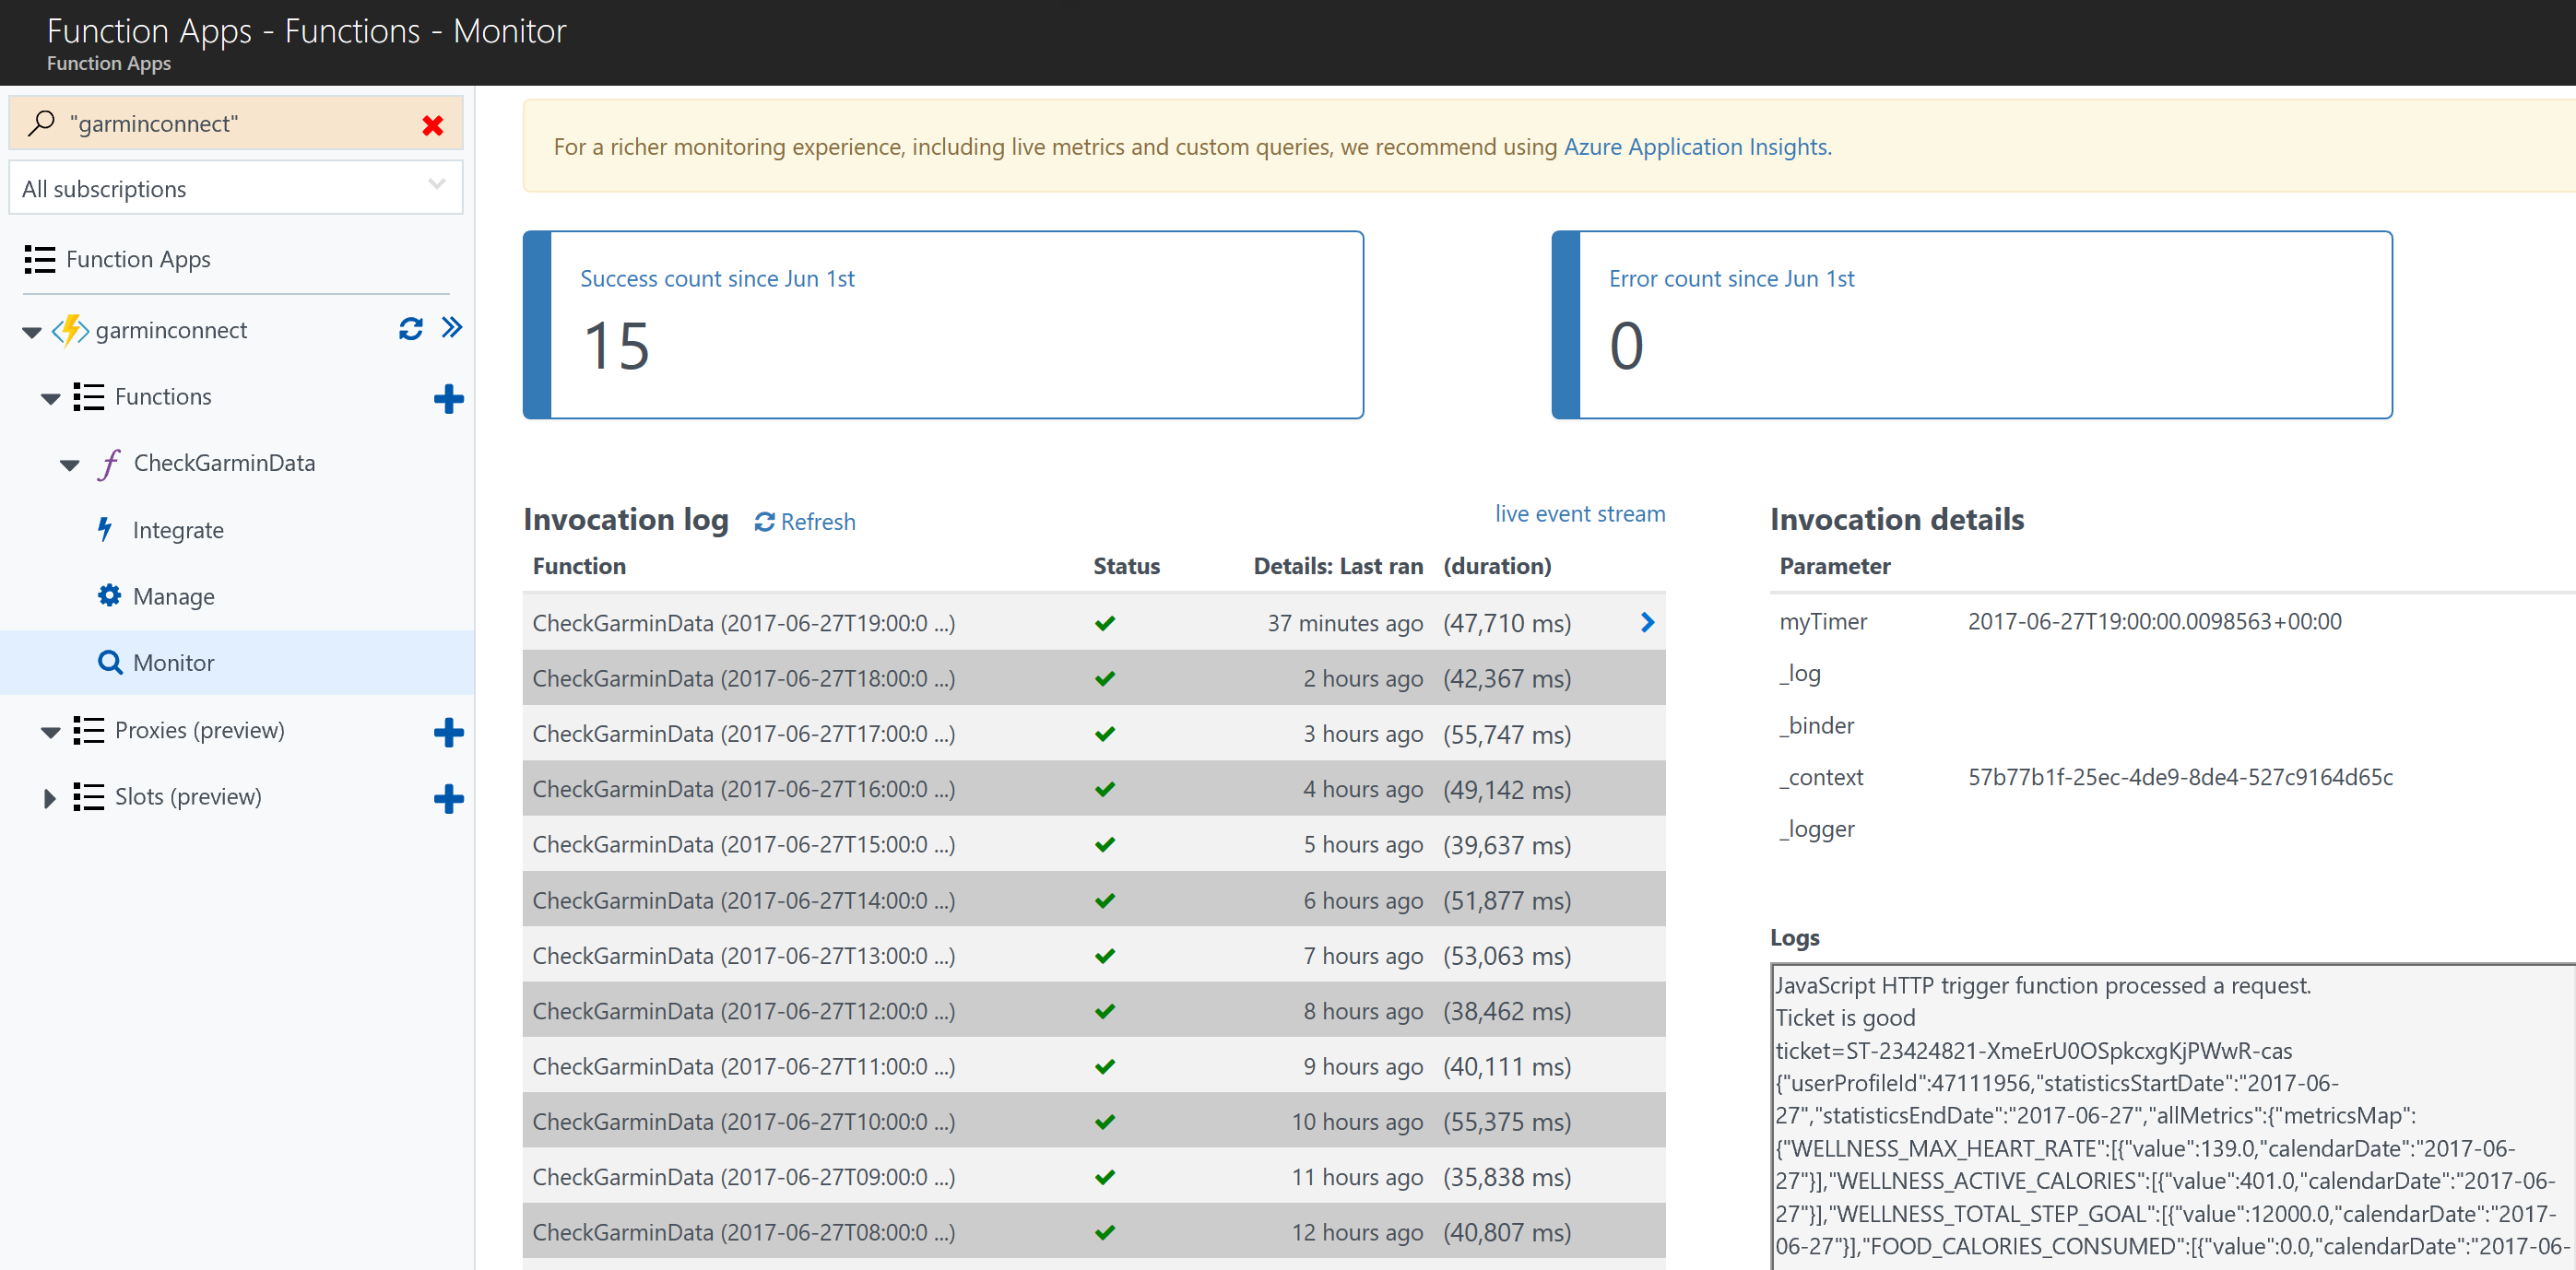 Function Apps - Functions - Monitor
Function Apps
"garminconnect"
All subscriptions
Function Apps
garminconnect
Functions
CheckGarminData
Integrate
Manage
Monitor
Proxies (preview)
Slots (preview)
For a richer monitoring experience, including live metrics and custom queries, we recommend using Azure Application Insights.
Success count since Jun 1st
15
Error count since Jun 1st
0
Invocation log Refresh live event stream
Function Status Details: Last ran (duration)
CheckGarminData (2017-06-27T19:00:0 ...) 37 minutes ago (47,710 ms)
CheckGarminData (2017-06-27T18:00:0 ...) 2 hours ago (42,367 ms)
CheckGarminData (2017-06-27T17:00:0 ...) 3 hours ago (55,747 ms)
CheckGarminData (2017-06-27T16:00:0 ...) 4 hours ago (49,142 ms)
CheckGarminData (2017-06-27T15:00:0 ...) 5 hours ago (39,637 ms)
CheckGarminData (2017-06-27T14:00:0 ...) 6 hours ago (51,877 ms)
CheckGarminData (2017-06-27T13:00:0 ...) 7 hours ago (53,063 ms)
CheckGarminData (2017-06-27T12:00:0 ...) 8 hours ago (38,462 ms)
CheckGarminData (2017-06-27T11:00:0 ...) 9 hours ago (40,111 ms)
CheckGarminData (2017-06-27T10:00:0 ...) 10 hours ago (55,375 ms)
CheckGarminData (2017-06-27T09:00:0 ...) 11 hours ago (35,838 ms)
CheckGarminData (2017-06-27T08:00:0 ...) 12 hours ago (40,807 ms)
Invocation details
Parameter
myTimer 2017-06-27T19:00:00.0098563+00:00
_log
_binder
_context 57b77b1f-25ec-4de9-8de4-527c9164d65c
_logger
Logs
JavaScript HTTP trigger function processed a request.
Ticket is good
ticket=ST-23424821-XmeErU0OSpkcxgKjPWwR-cas
{"userProfileId":47111956,"statisticsStartDate":"2017-06-
27","statisticsEndDate":"2017-06-27","allMetrics":{"metricsMap":
{"WELLNESS_MAX_HEART_RATE":[{"value":139.0,"calendarDate":"2017-06-
27"}],"WELLNESS_ACTIVE_CALORIES":[{"value":401.0,"calendarDate":"2017-06-
27"}],"WELLNESS_TOTAL_STEP_GOAL":[{"value":12000.0,"calendarDate":"2017-
06-27"}],"FOOD_CALORIES_CONSUMED":[{"value":0.0,"calendarDate":"2017-06-